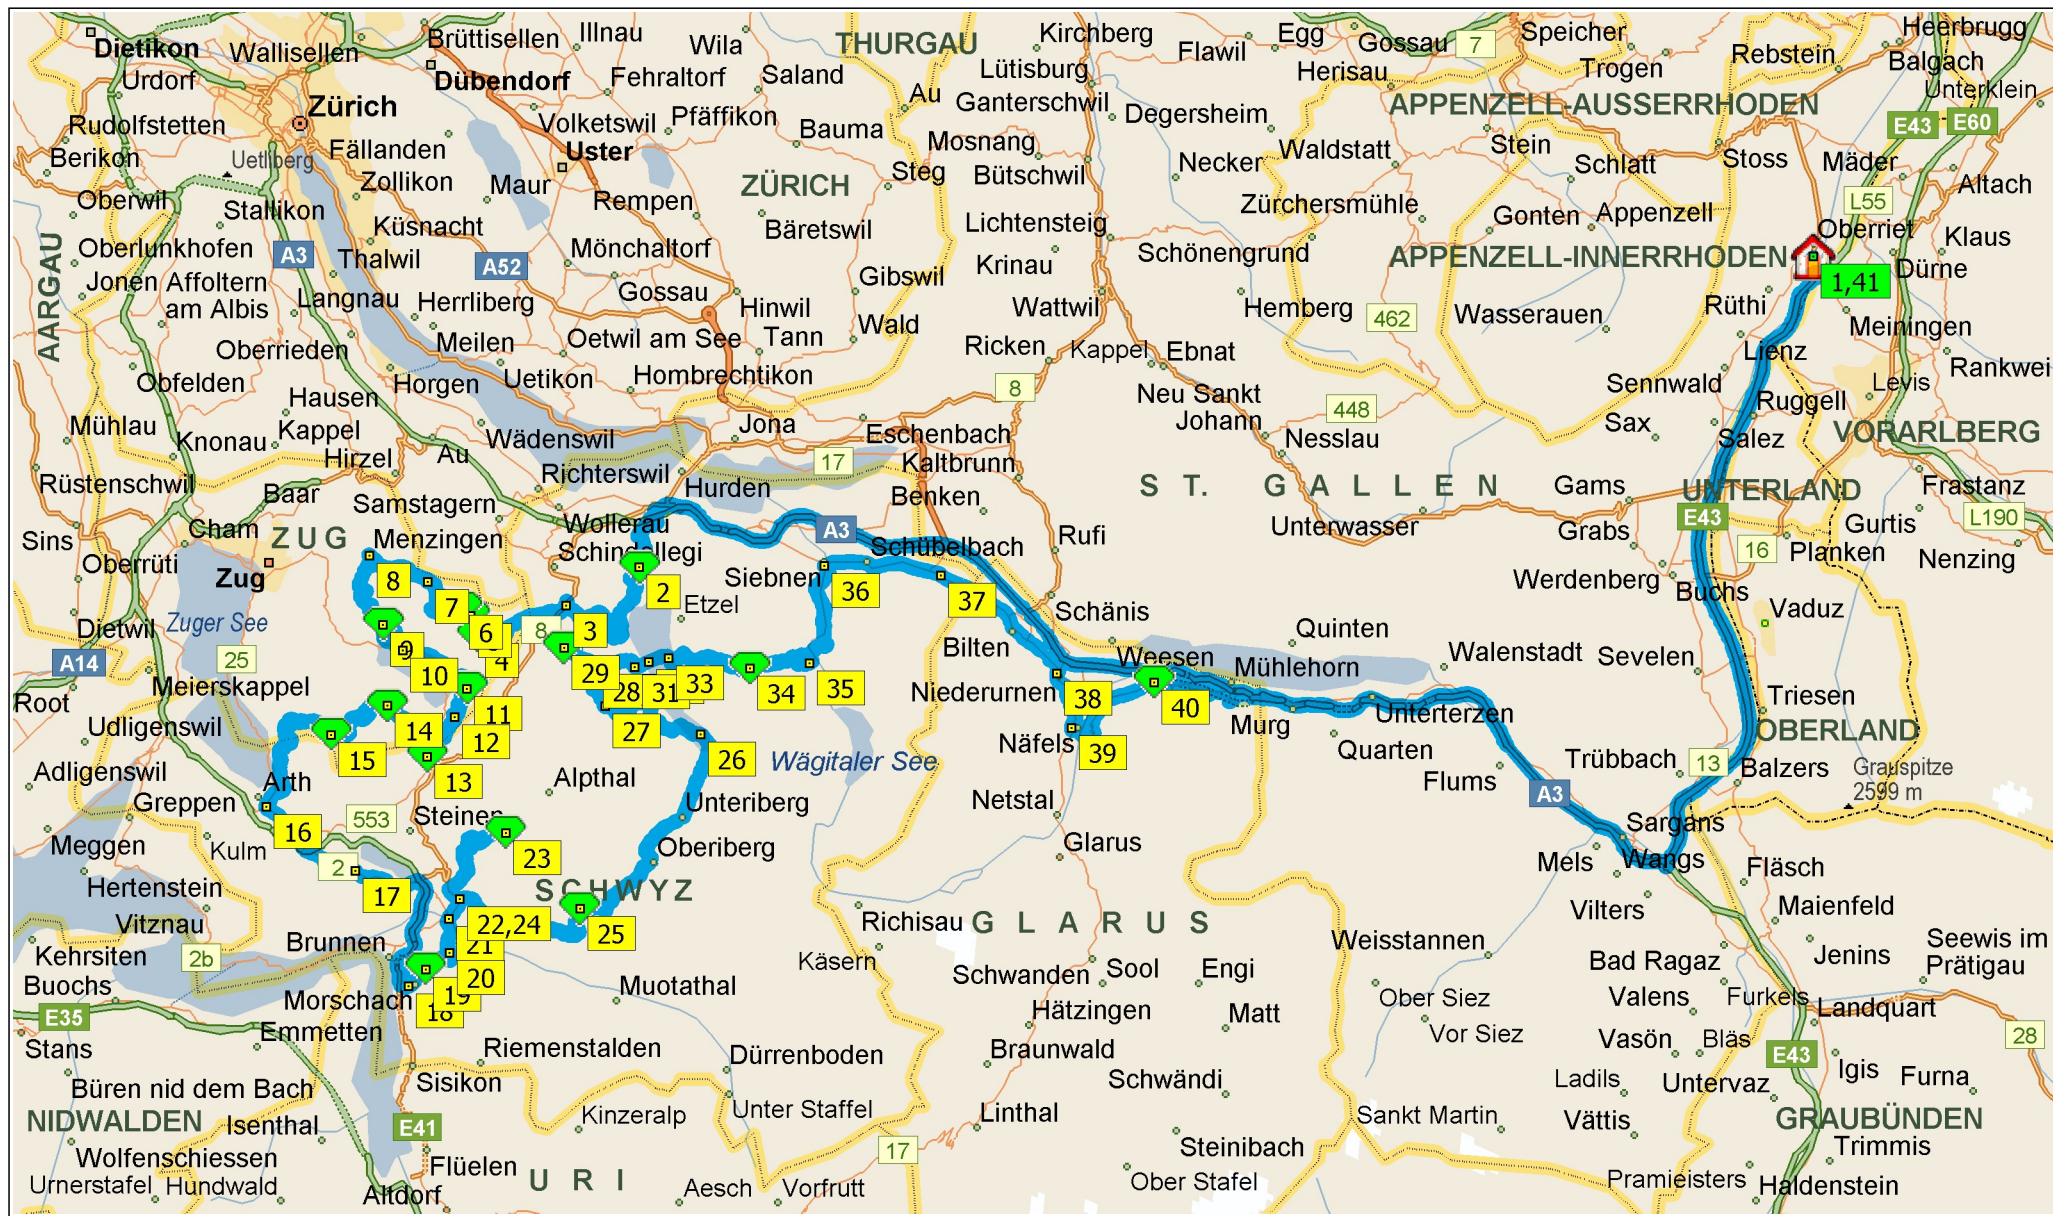 Dietikon
Wallisellen
Brüttisellen
Illnau
Wila
THURGAU
Kirchberg
Flawil
Egg
Gossau
7
Speicher
Rebstein
Heerbrugg
Urdorf
Dübendorf
Fehraltorf
Saland
Lütisburg
Herisau
Trogen
Balgach
Zürich
Au
Ganterschwil
Degersheim
APPENZELL-AUSSERRHODEN
Unterklein
Rudolfstetten
Volketswil
Pfäffikon
Bauma
Mosnang
E43
E60
Berikon
Uetliberg
Fällanden
Uster
Steg
Bütschwil
Necker
Waldstatt
Stein
Schlatt
Stoss
Mäder
Zollikon
Maur
ZÜRICH
Altach
Oberwil
Stallikon
Rempen
Zürchersmühle
Gonten
Appenzell
L55
Küsnacht
Bäretswil
Lichtensteig
Oberriet
AARGAU
Oberlunkhofen
A3
Thalwil
A52
Mönchaltorf
Krinau
Schönengrund
APPENZELL-INNERRHODEN
Klaus
Jonen
Affoltern
am Albis
Gibswil
Dürne
1,41
Langnau
Herrliberg
Gossau
Hinwil
Wattwil
Hemberg
462
Wasserauen
Rüthi
Meiningen
Oberrieden
Meilen
Oetwil am See
Tann
Wald
Ricken
Kappel
Ebnat
Lienz
Rankwei
Obfelden
Horgen
Uetikon
Hombrechtikon
8
Neu Sankt
Johann
448
Sennwald
Levis
Hausen
Ruggell
Mühlau
Knonau
Kappel
Hirzel
Au
Wädenswil
Jona
Eschenbach
Nesslau
Sax
Salez
VORARLBERG
Richterswil
17
Kaltbrunn
Rüstenschwil
Baar
Samstagern
Hurden
Benken
ST. GALLEN
Gams
UNTERLAND
Frastanz
Sins
Cham
ZUG
Menzingen
Wollerau
A3
Rufi
Unterwasser
Grabs
E43
Gurtis
L190
Oberrüti
Zug
Schindellegi
Schübelbach
16
Planken
Nenzing
8
Siebnen
36
Werdenberg
Buchs
7
2
Etzel
37
Schänis
Vaduz
Dietwil
Zuger See
6
8
3
Bilten
Quinten
A14
25
9
4
29
Weesen
Mühlehorn
Walenstadt
Sevelen
Root
Meierskappel
10
28
31
33
34
35
Niederurnen
38
40
Unterterzen
Triesen
Udligenswil
11
14
12
27
Näfels
39
Murg
Quarten
OBERLAND
15
13
26
Wägitaler See
Adligenswil
Arth
Alpthal
Flums
Trübbach
13
Balzers
Grauspitze
2599 m
Greppen
553
Steinen
Unteriberg
Netstal
A3
Meggen
Kulm
16
23
Oberiberg
Glarus
Sargans
Mels
Wangs
Fläsch
Hertenstein
2
17
SCHWYZ
Vitznau
22,24
25
Richisau
GLARUS
Vilters
Maienfeld
Kehrsiten
2b
Brunnen
21
Käsern
Weisstannen
Jenins
Seewis im
Prätigau
Buochs
20
Schwanden
Sool
Engi
Bad Ragaz
E35
Morschach
19
18
Muotathal
Hätzingen
Matt
Ober Siez
Valens
Furkels
Landquart
Stans
Emmetten
Riemenstalden
Dürrenboden
Braunwald
Vor Siez
Vasön
Bläs
E43
28
Büren nid dem Bach
Sisikon
Schwändi
Ladils
Untervaz
Igis
Furna
NIDWALDEN
Isenthal
E41
Kinzeralp
Unter Staffel
Linthal
Sankt Martin
Vättis
GRAUBÜNDEN
Wolfenschiessen
17
Steinibach
Trimmis
Urnerstafel
Hundwald
Flüelen
Altdorf
URI
Aesch
Vorfrutt
Ober Stafel
Pramieisters
Haldenstein